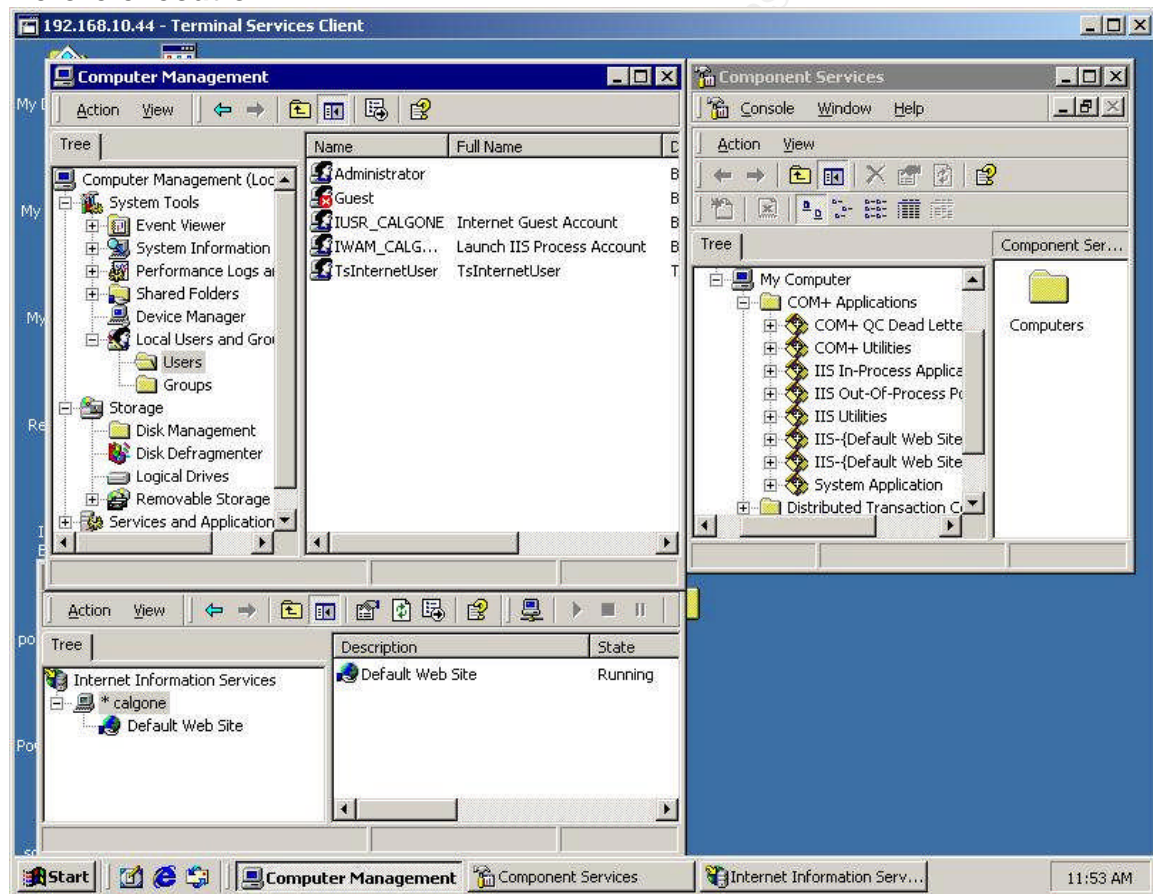 192.168.10.44 - Terminal Services Client
Computer Management
Action View
Tree
Computer Management (Loc
System Tools
Event Viewer
System Information
Performance Logs a
Shared Folders
Device Manager
Local Users and Gro
Users
Groups
Storage
Disk Management
Disk Defragmenter
Logical Drives
Removable Storage
Services and Application
Name Full Name
Administrator B
Guest B
IUSR_CALGONE Internet Guest Account B
IWAM_CALG... Launch IIS Process Account B
TsInternetUser TsInternetUser T
Component Services
Console Window Help
Action View
Tree
Component Ser...
My Computer
COM+ Applications
COM+ QC Dead Lette
COM+ Utilities
IIS In-Process Applica
IIS Out-Of-Process Po
IIS Utilities
IIS-{Default Web Site
IIS-{Default Web Site
System Application
Distributed Transaction C
Computers
Action View
Tree
Internet Information Services
* calgone
Default Web Site
Description State
Default Web Site Running
My
My
My
Re
po
Po
Start
Computer Management
Component Services
Internet Information Serv...
11:53 AM